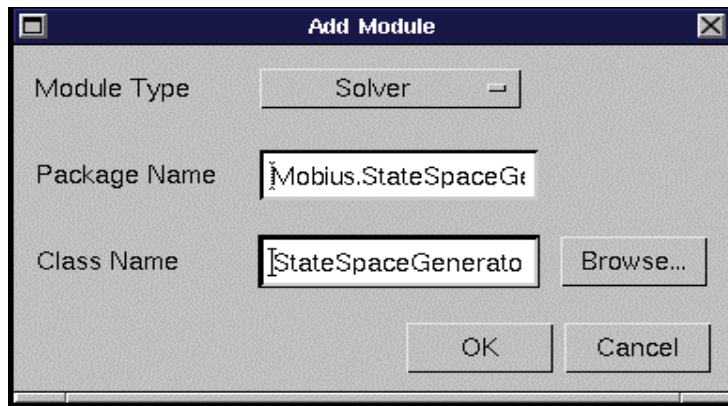 Add Module
Module Type Solver
Package Name Mobius.StateSpaceGe
Class Name StateSpaceGenerato Browse...
OK Cancel